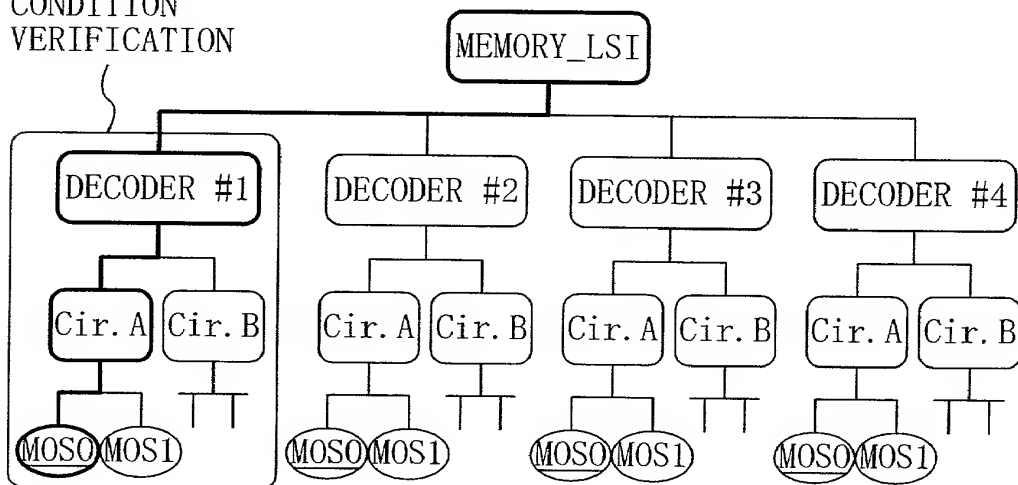 CONDITION
VERIFICATION
MEMORY_LSI
DECODER #1 DECODER #2 DECODER #3 DECODER #4
Cir.A Cir.B Cir.A Cir.B Cir.A Cir.B Cir.A Cir.B
MOS0 MOS1 MOS0 MOS1 MOS0 MOS1 MOS0 MOS1